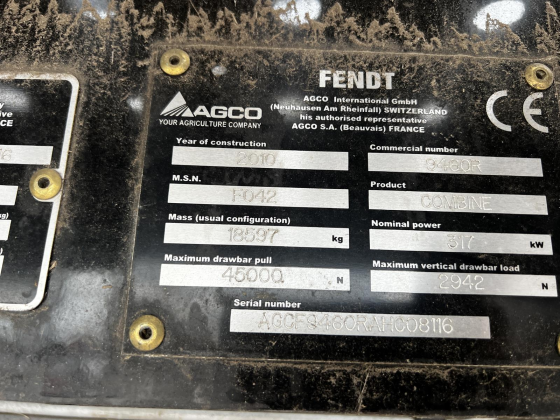 FENDT
AGCO
YOUR AGRICULTURE COMPANY
AGCO International GmbH
(Neuhausen Am Rheinfall) SWITZERLAND
his authorised representative
AGCO S.A. (Beauvais) FRANCE
CE
Year of construction
2010
Commercial number
9460R
M.S.N.
F042
Product
COMBINE
Mass (usual configuration)
18597 kg
Nominal power
317 kW
Maximum drawbar pull
45000 N
Maximum vertical drawbar load
2942 N
Serial number
AGCF9460RAHC08116